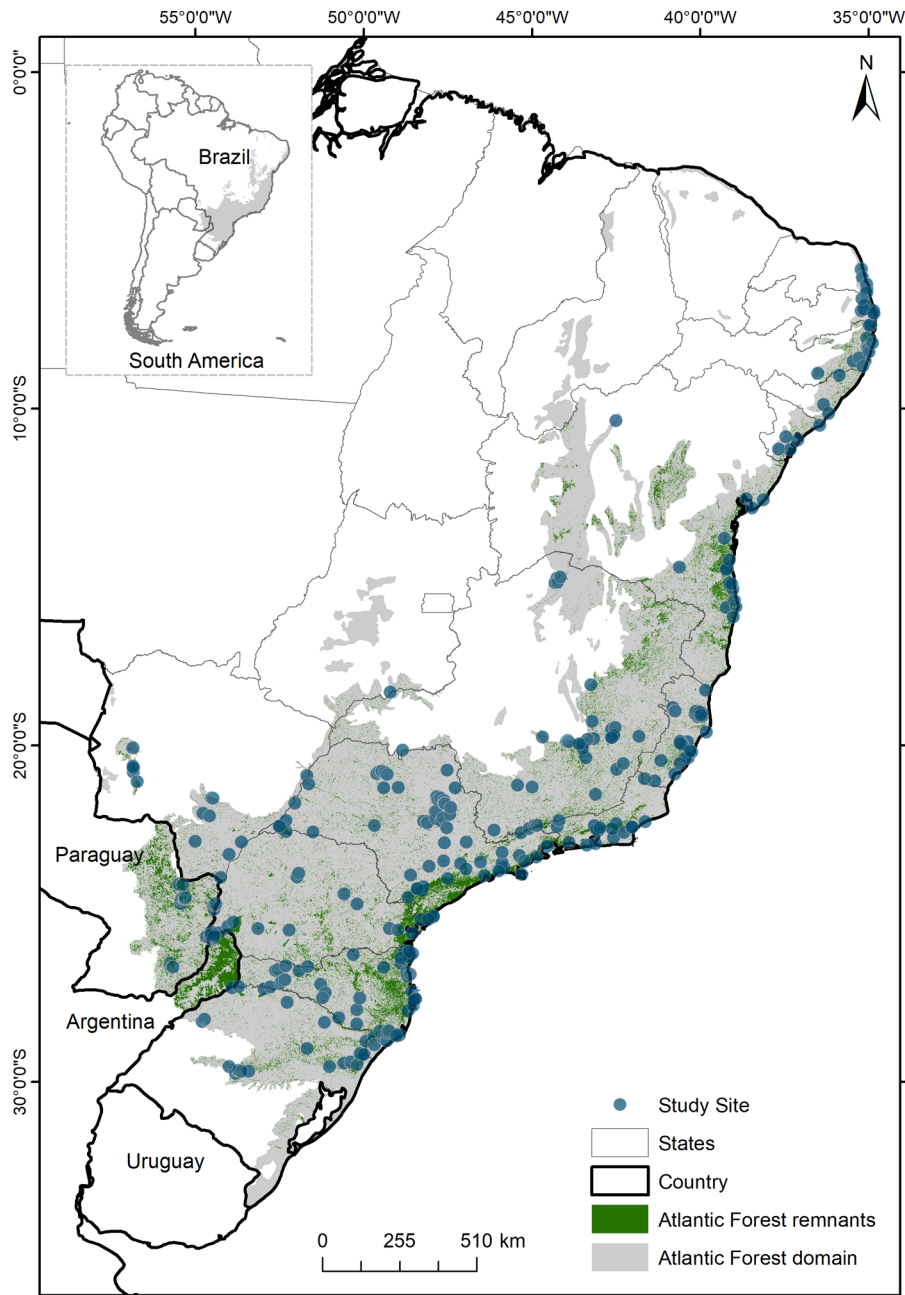 55°0'0"W 50°0'0"W 45°0'0"W 40°0'0"W 35°0'0"W
0°0'0"
N
Brazil
South America
10°0'0"S
20°0'0"S
Paraguay
Argentina
30°0'0"S
Uruguay
Study Site
States
Country
Atlantic Forest remnants
Atlantic Forest domain
0 255 510 km